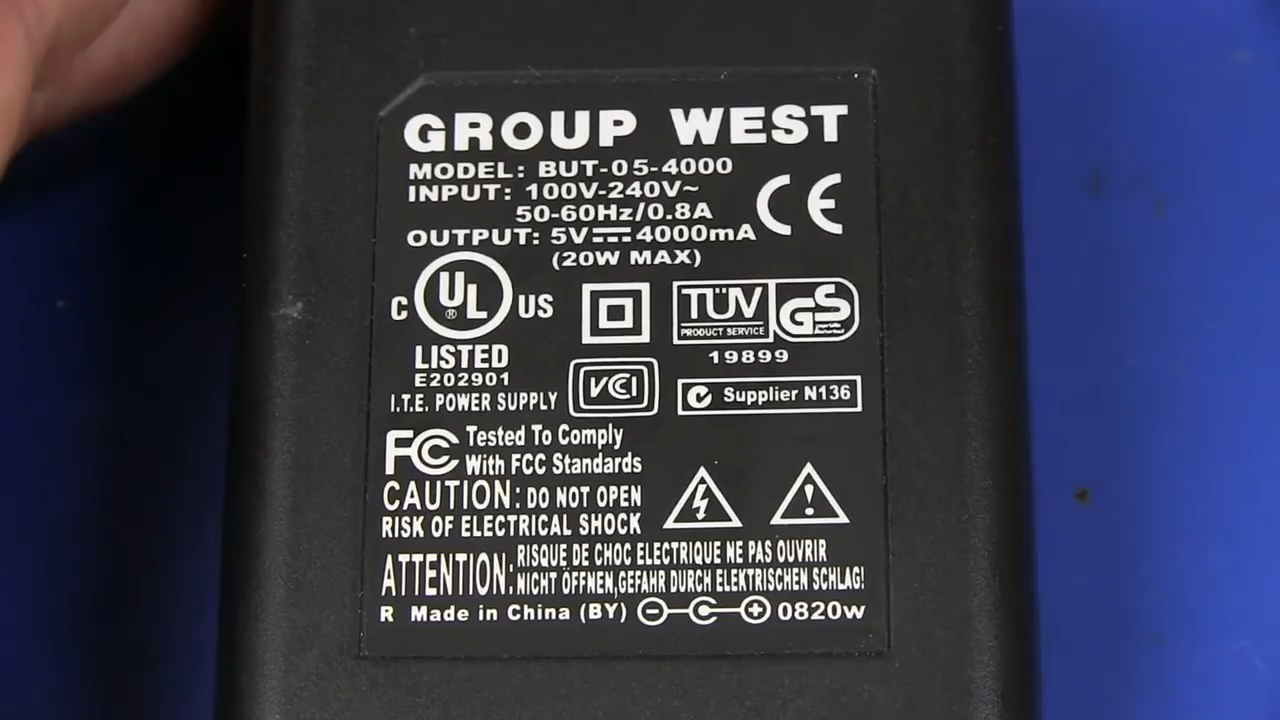 GROUP WEST
MODEL: BUT-05-4000
INPUT: 100V-240V~
50-60Hz/0.8A
CE
OUTPUT: 5V⎓4000mA
(20W MAX)
C UL® US
TÜV
PRODUCT SERVICE
GS
19899
LISTED
E202901
I.T.E. POWER SUPPLY
VCI
Supplier N136
FC Tested To Comply
With FCC Standards
CAUTION: DO NOT OPEN
RISK OF ELECTRICAL SHOCK
ATTENTION: RISQUE DE CHOC ELECTRIQUE NE PAS OUVRIR
NICHT ÖFFNEN,GEFAHR DURCH ELEKTRISCHEN SCHLAG!
R Made in China (BY) 0820w